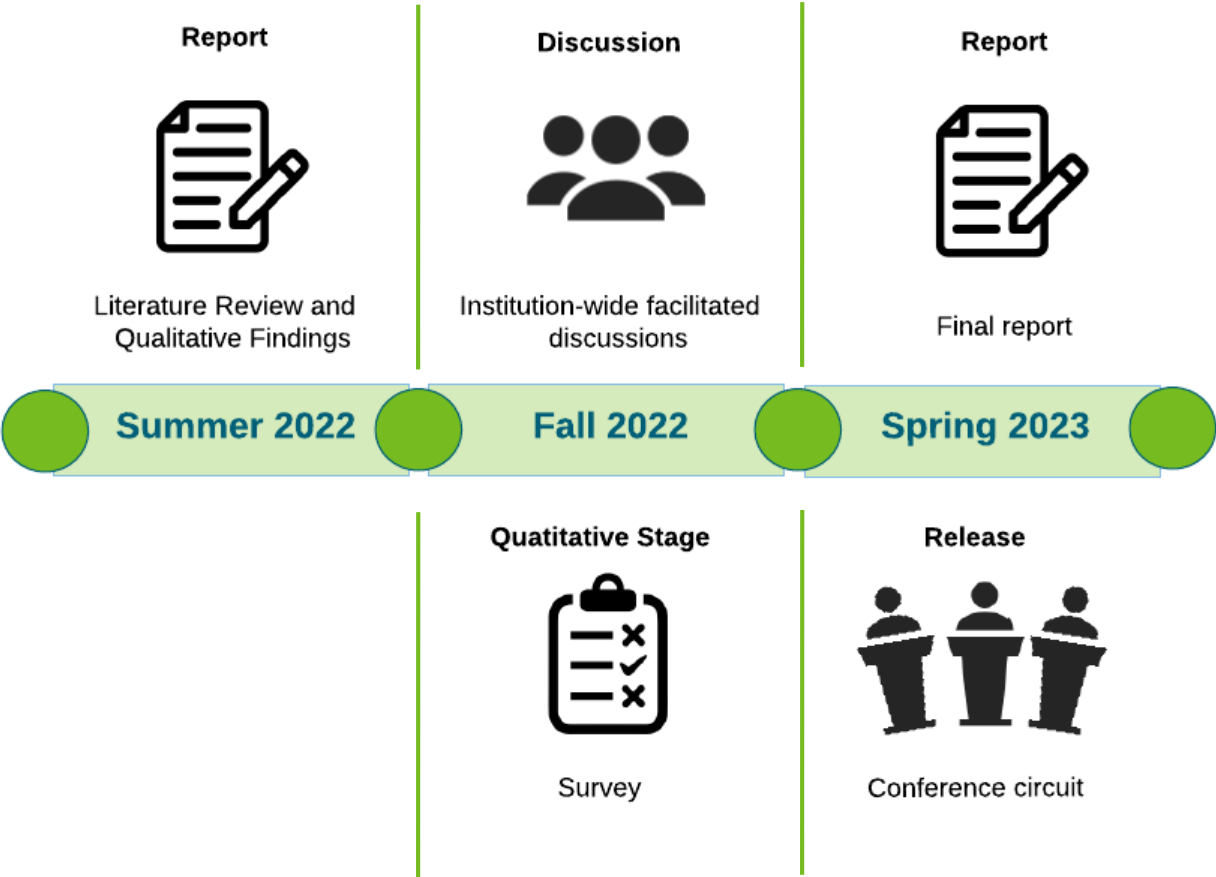 Report
Literature Review and
Qualitative Findings
Discussion
Institution-wide facilitated
discussions
Report
Final report
Summer 2022
Fall 2022
Spring 2023
Quatitative Stage
Survey
Release
Conference circuit